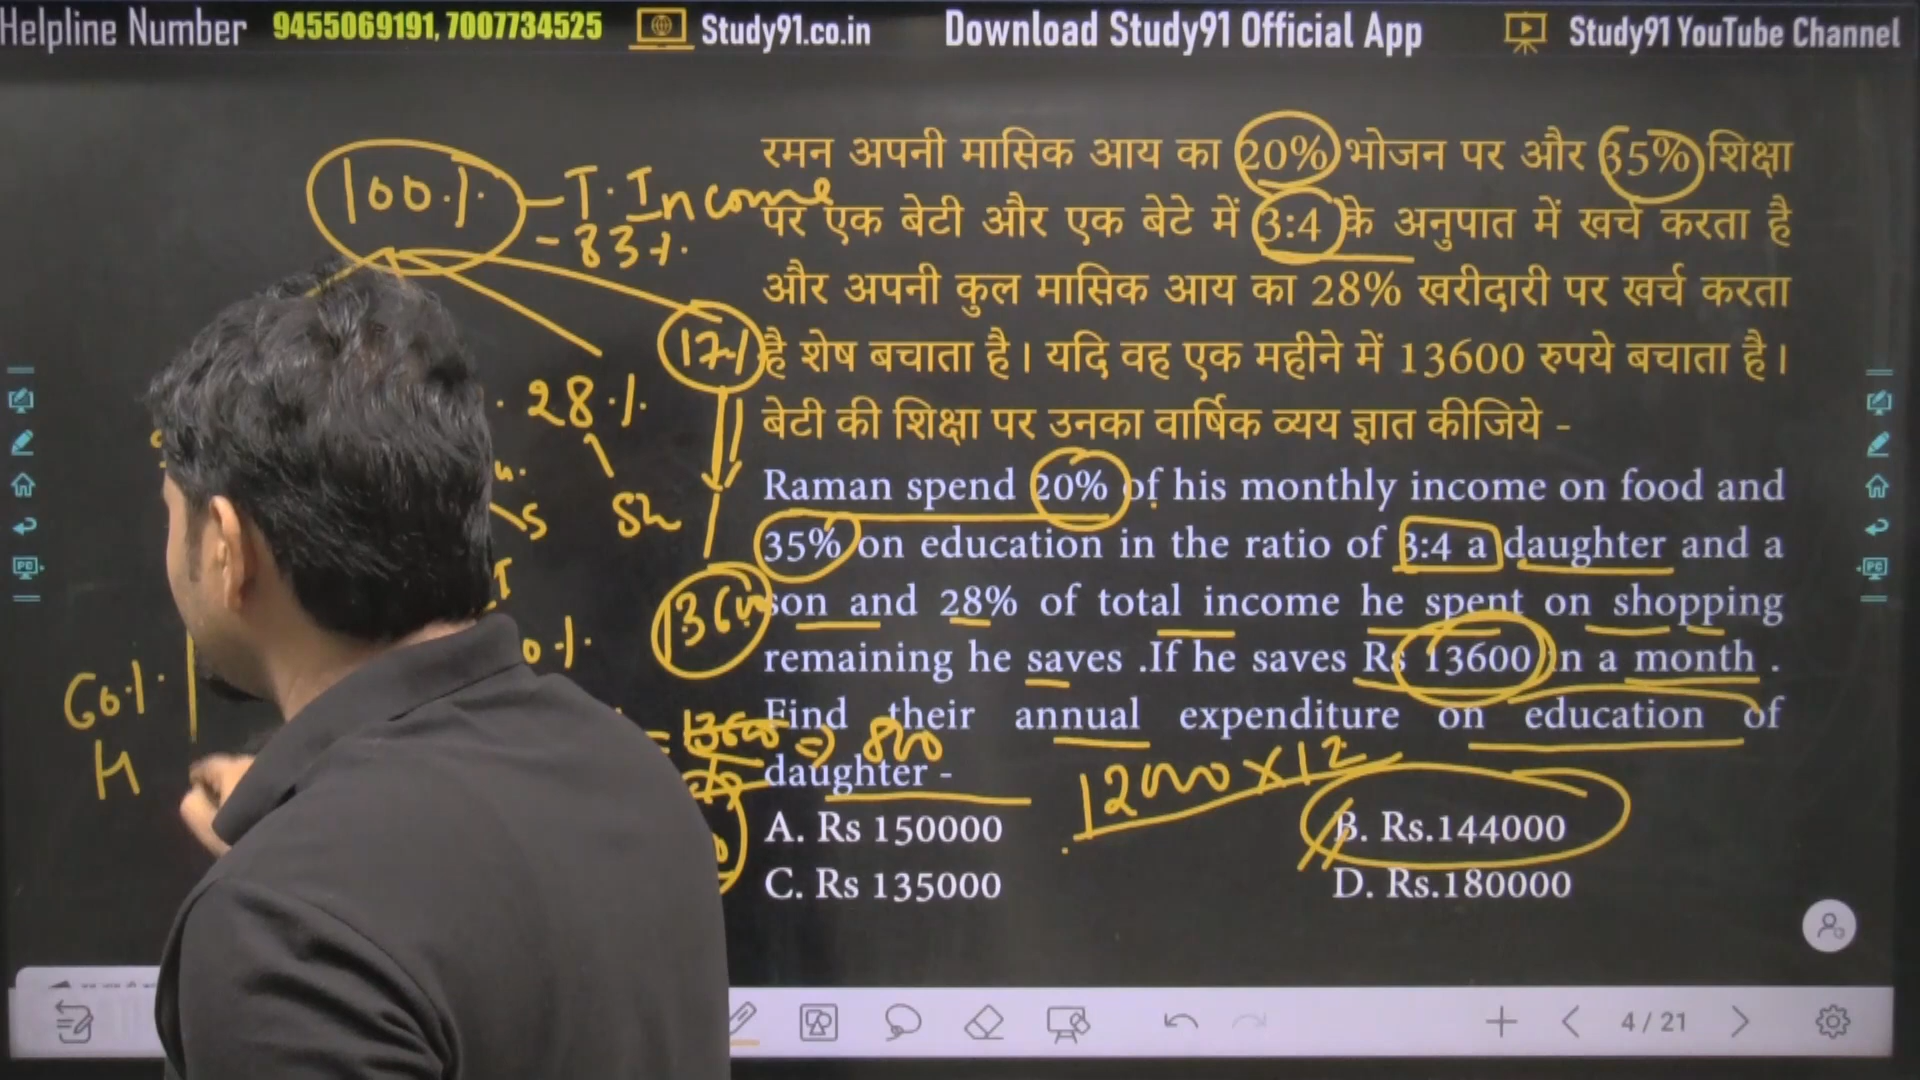 Helpline Number 9455069191, 7007734525 Study91.co.in Download Study91 Official App Study91 YouTube Channel
रमन अपनी मासिक आय का 20% भोजन पर और 35% शिक्षा
पर एक बेटी और एक बेटे में 3:4 के अनुपात में खर्च करता है
और अपनी कुल मासिक आय का 28% खरीदारी पर खर्च करता
है शेष बचाता है। यदि वह एक महीने में 13600 रुपये बचाता है।
बेटी की शिक्षा पर उनका वार्षिक व्यय ज्ञात कीजिये -
Raman spend 20% of his monthly income on food and
35% on education in the ratio of 3:4 a daughter and a
son and 28% of total income he spent on shopping
remaining he saves .If he saves Rs 13600 in a month .
Find their annual expenditure on education of
daughter -
A. Rs 150000
B. Rs.144000
C. Rs 135000
D. Rs.180000
100% - T. Income
- 83%
17%
28%
Sh
S
60%
M
800
12000 x 12
4 / 21